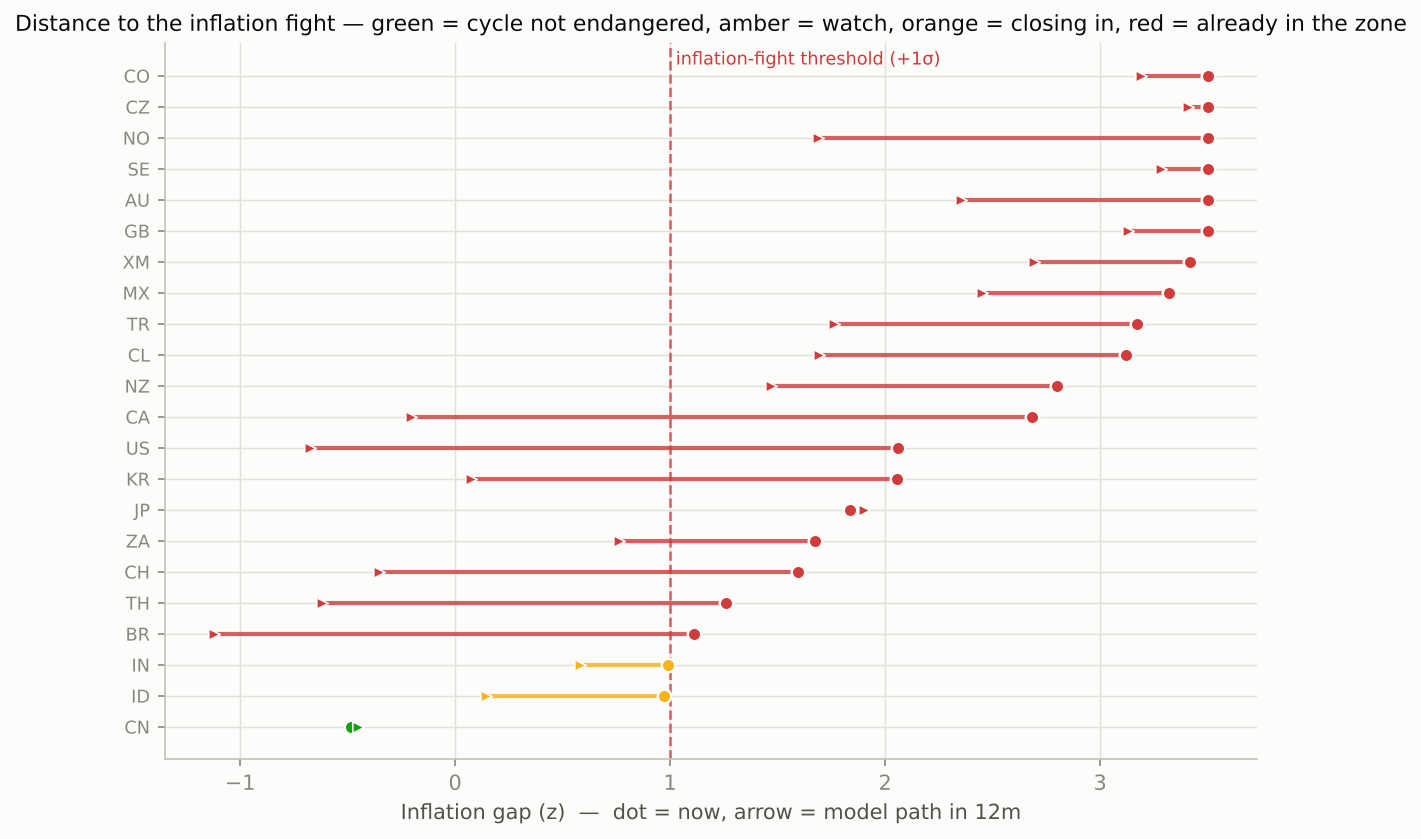 Distance to the inflation fight — green = cycle not endangered, amber = watch, orange = closing in, red = already in the zone
inflation-fight threshold (+1σ)
CO
CZ
NO
SE
AU
GB
XM
MX
TR
CL
NZ
CA
US
KR
JP
ZA
CH
TH
BR
IN
ID
CN
−1 0 1 2 3
Inflation gap (z) — dot = now, arrow = model path in 12m